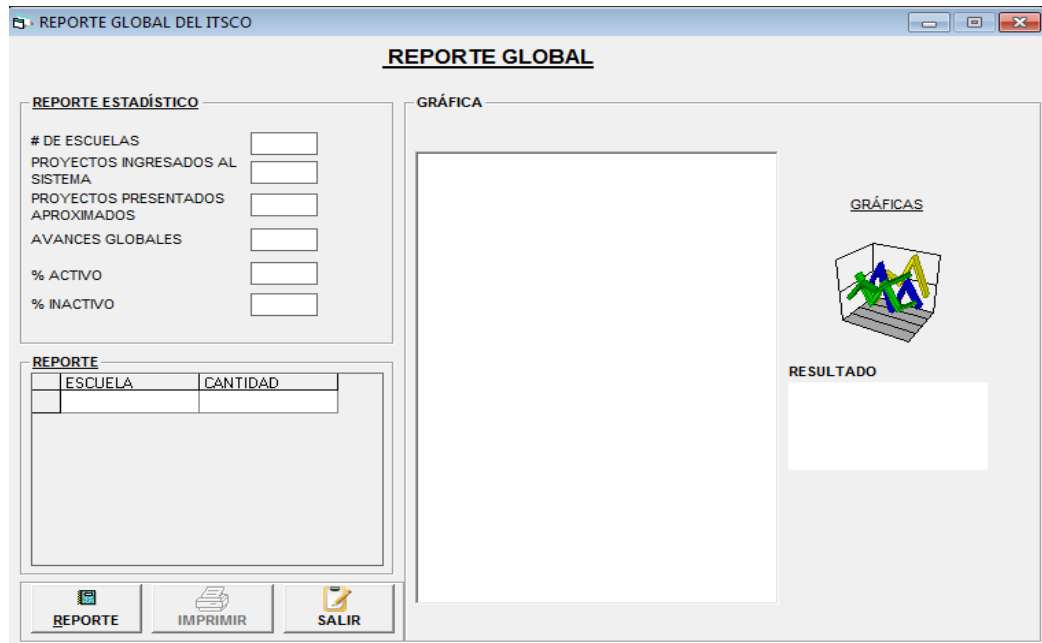 REPORTE GLOBAL DEL ITSCO
REPORTE GLOBAL
REPORTE ESTADÍSTICO
# DE ESCUELAS
PROYECTOS INGRESADOS AL
SISTEMA
PROYECTOS PRESENTADOS
APROXIMADOS
AVANCES GLOBALES
% ACTIVO
% INACTIVO
REPORTE
ESCUELA CANTIDAD
REPORTE IMPRIMIR SALIR
GRÁFICA
GRÁFICAS
RESULTADO